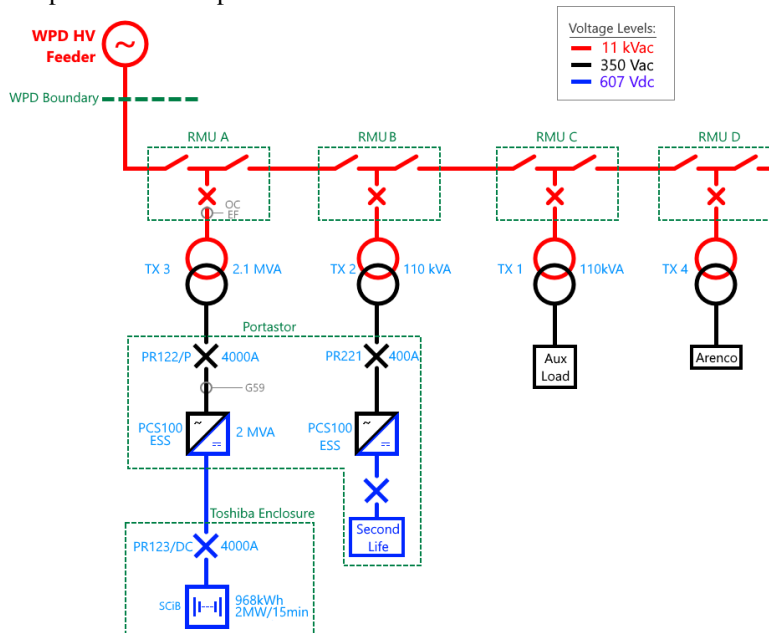 WPD HV
Feeder
Voltage Levels:
11 kVac
350 Vac
607 Vdc
WPD Boundary
RMU A
RMU B
RMU C
RMU D
OC
EF
TX 3
2.1 MVA
TX 2
110 kVA
TX 1
110kVA
TX 4
Portastor
PR122/P
4000A
PR221
400A
Aux
Load
Arenco
G59
PCS100
ESS
2 MVA
PCS100
ESS
Toshiba Enclosure
Second
Life
PR123/DC
4000A
SCiB
968kWh
2MW/15min